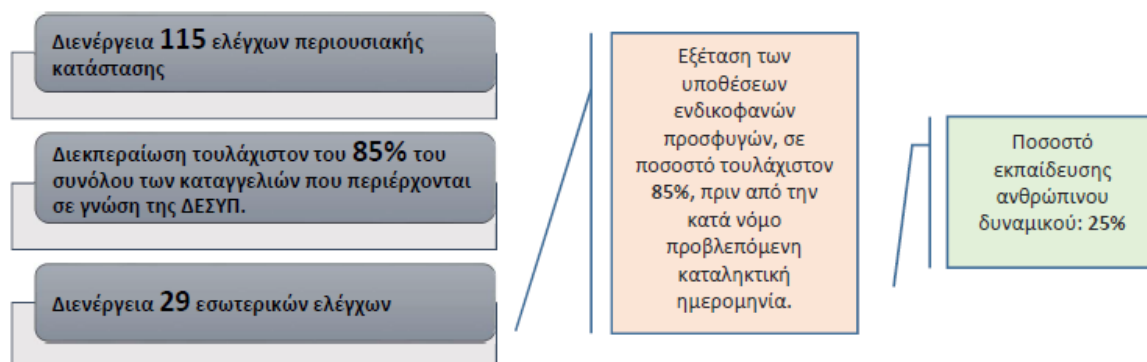 Διενέργεια 115 ελέγχων περιουσιακής
κατάστασης
Διεκπεραίωση τουλάχιστον του 85% του
συνόλου των καταγγελιών που περιέρχονται
σε γνώση της ΔΕΣΥΠ.
Διενέργεια 29 εσωτερικών ελέγχων
Εξέταση των
υποθέσεων
ενδικοφανών
προσφυγών, σε
ποσοστό τουλάχιστον
85%, πριν από την
κατά νόμο
προβλεπόμενη
καταληκτική
ημερομηνία.
Ποσοστό
εκπαίδευσης
ανθρώπινου
δυναμικού: 25%